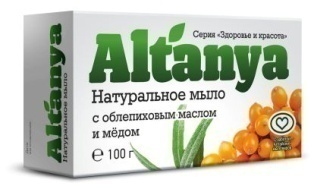 Серия «Здоровье и красота»
Altanya
Натуральное мыло
с облепиховым маслом
и мёдом
℮ 100 г
Натуральное мыло